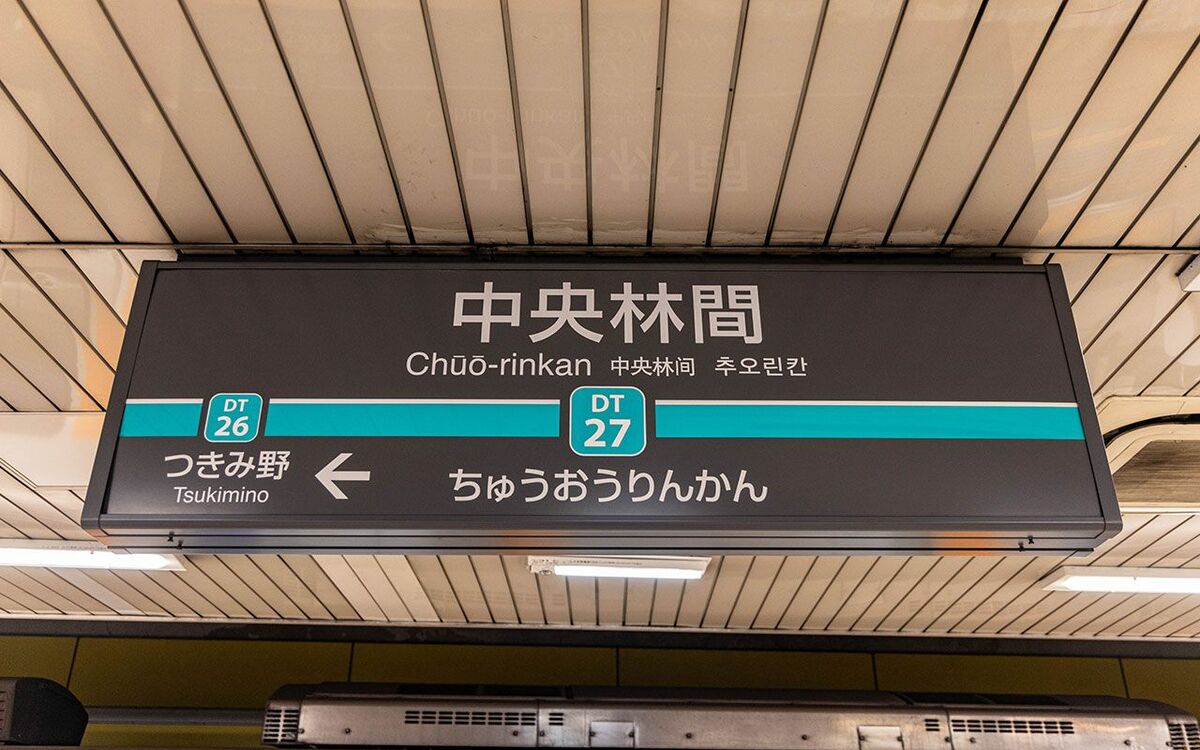 中央林間
Chūō-rinkan 中央林间 추오린칸
DT
26
DT
27
つきみ野
Tsukimino
←
ちゅうおうりんかん